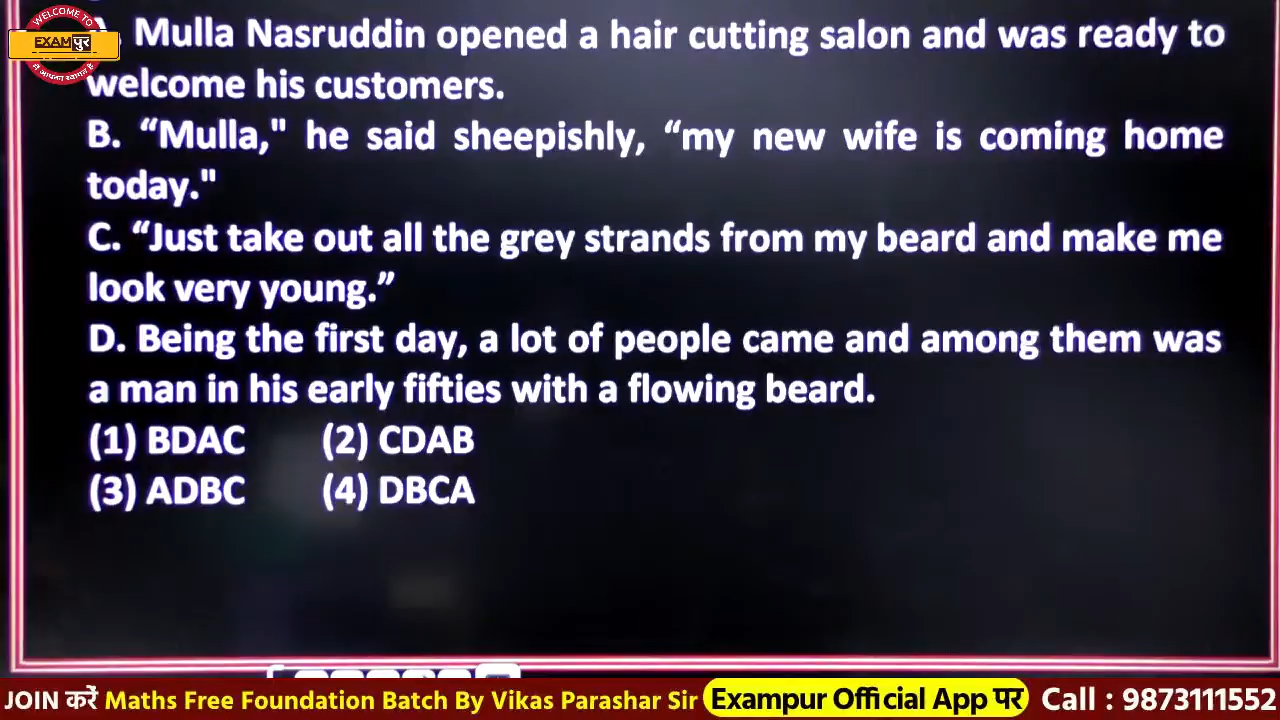 WELCOME TO
EXAMपुर
में आपका स्वागत है
. Mulla Nasruddin opened a hair cutting salon and was ready to
welcome his customers.
B. “Mulla," he said sheepishly, “my new wife is coming home
today."
C. “Just take out all the grey strands from my beard and make me
look very young.”
D. Being the first day, a lot of people came and among them was
a man in his early fifties with a flowing beard.
(1) BDAC (2) CDAB
(3) ADBC (4) DBCA
JOIN करें Maths Free Foundation Batch By Vikas Parashar Sir Exampur Official App पर Call : 9873111552